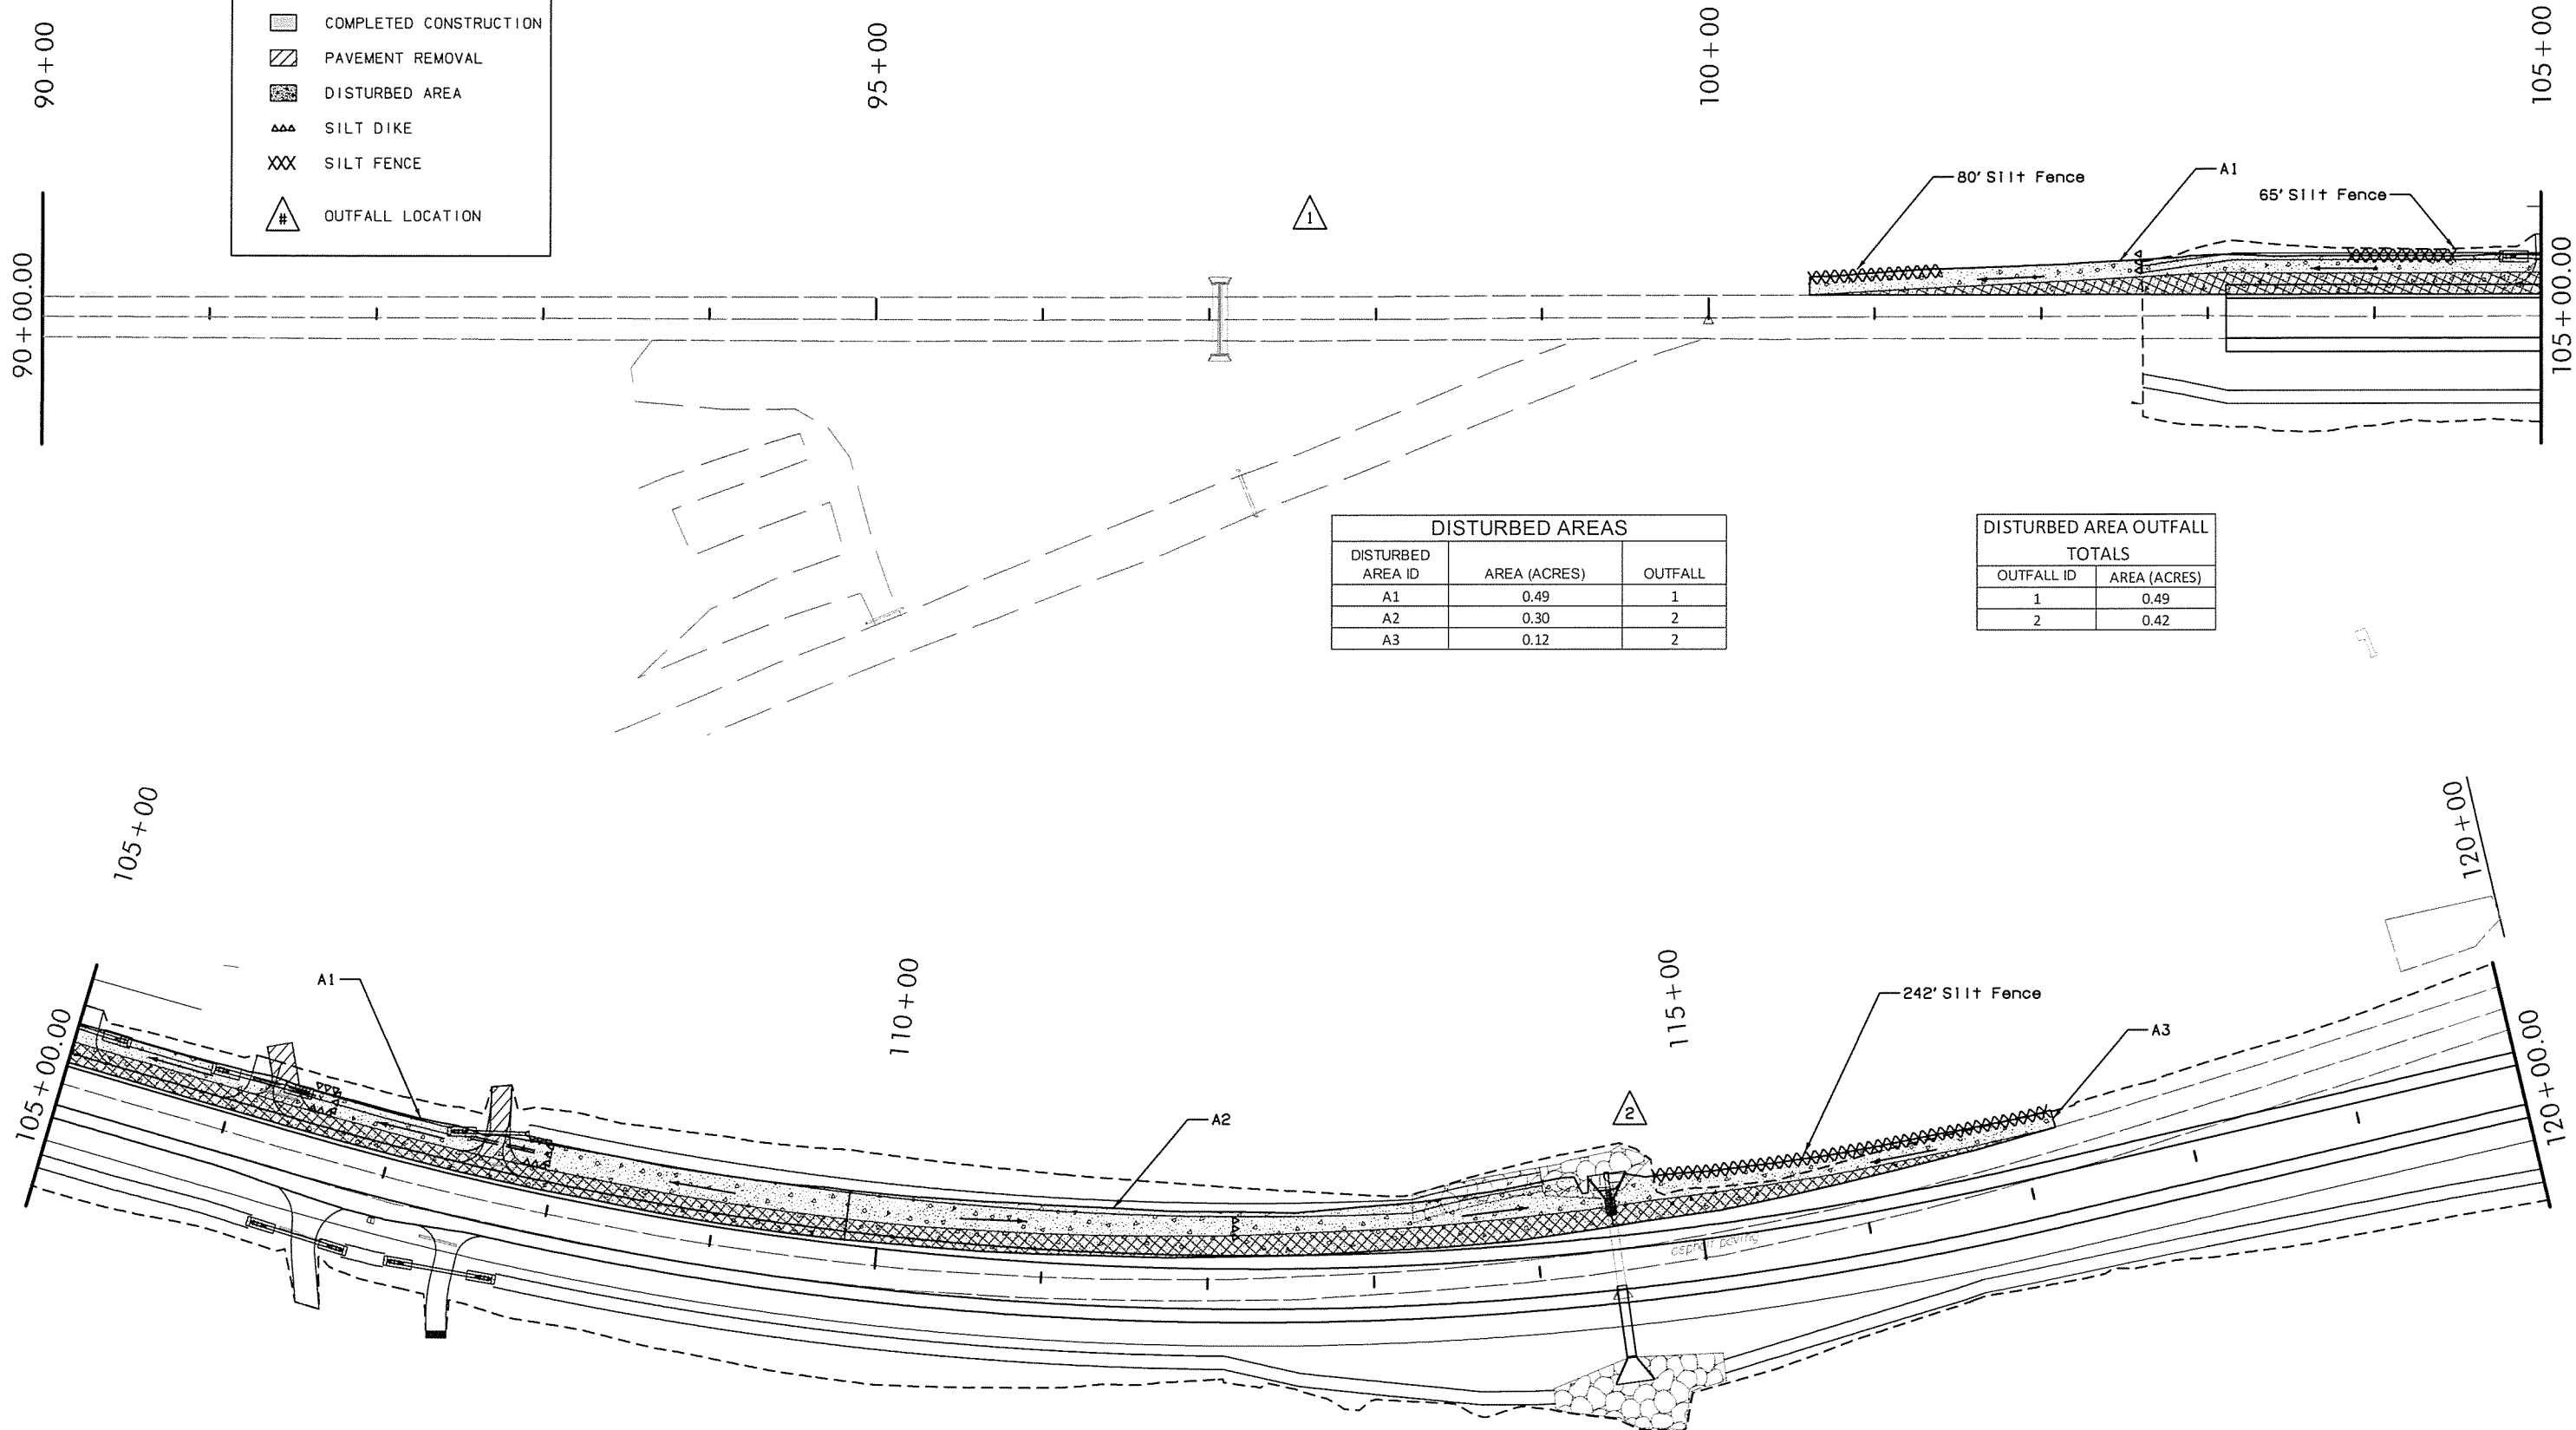 COMPLETED CONSTRUCTION
PAVEMENT REMOVAL
DISTURBED AREA
SILT DIKE
SILT FENCE
# OUTFALL LOCATION
90+00
95+00
100+00
105+00
90+00.00
1
80' Silt Fence
A1
65' Silt Fence
105+00.00
DISTURBED AREAS
DISTURBED AREA ID AREA (ACRES) OUTFALL
A1 0.49 1
A2 0.30 2
A3 0.12 2
DISTURBED AREA OUTFALL
TOTALS
OUTFALL ID AREA (ACRES)
1 0.49
2 0.42
105+00
110+00
115+00
120+00
105+00.00
A1
A2
2
242' Silt Fence
A3
asphalt paving
120+00.00